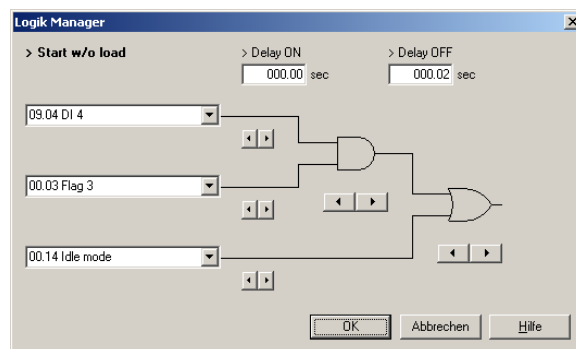 Logik Manager
> Start w/o load
> Delay ON
> Delay OFF
000.00 sec
000.02 sec
09.04 DI 4
00.03 Flag 3
00.14 Idle mode
OK
Abbrechen
Hilfe